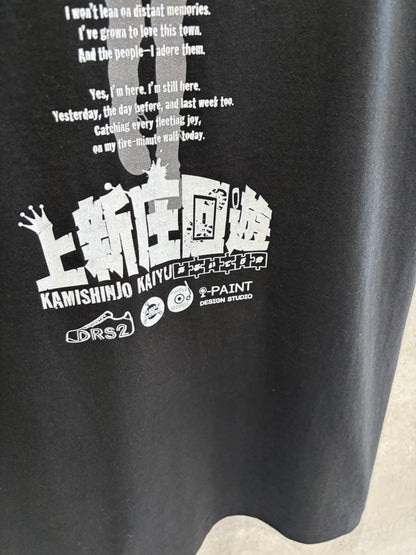 I won't lean on distant memories.
I've grown to love this town.
And the people—I adore them.
Yes, I'm here. I'm still here.
Yesterday, the day before, and last week too.
Catching every fleeting joy,
on my five-minute walk today.
上新庄回遊
KAMISHINJO KAIYU
DRS2
i-PAINT
DESIGN STUDIO